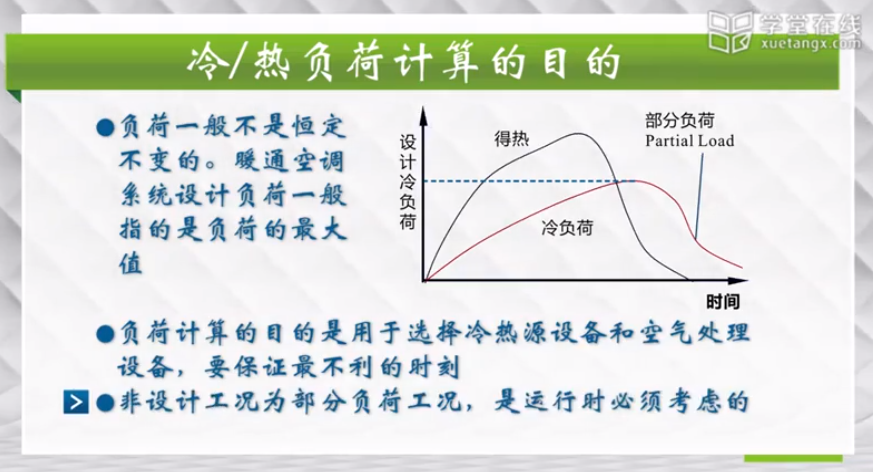 学堂在线
xuetangx.com
冷/热负荷计算的目的
●负荷一般不是恒定
不变的。暖通空调
系统设计负荷一般
指的是负荷的最大
值
设计冷负荷
得热
部分负荷
Partial Load
冷负荷
时间
●负荷计算的目的是用于选择冷热源设备和空气处理
设备，要保证最不利的时刻
●非设计工况为部分负荷工况，是运行时必须考虑的